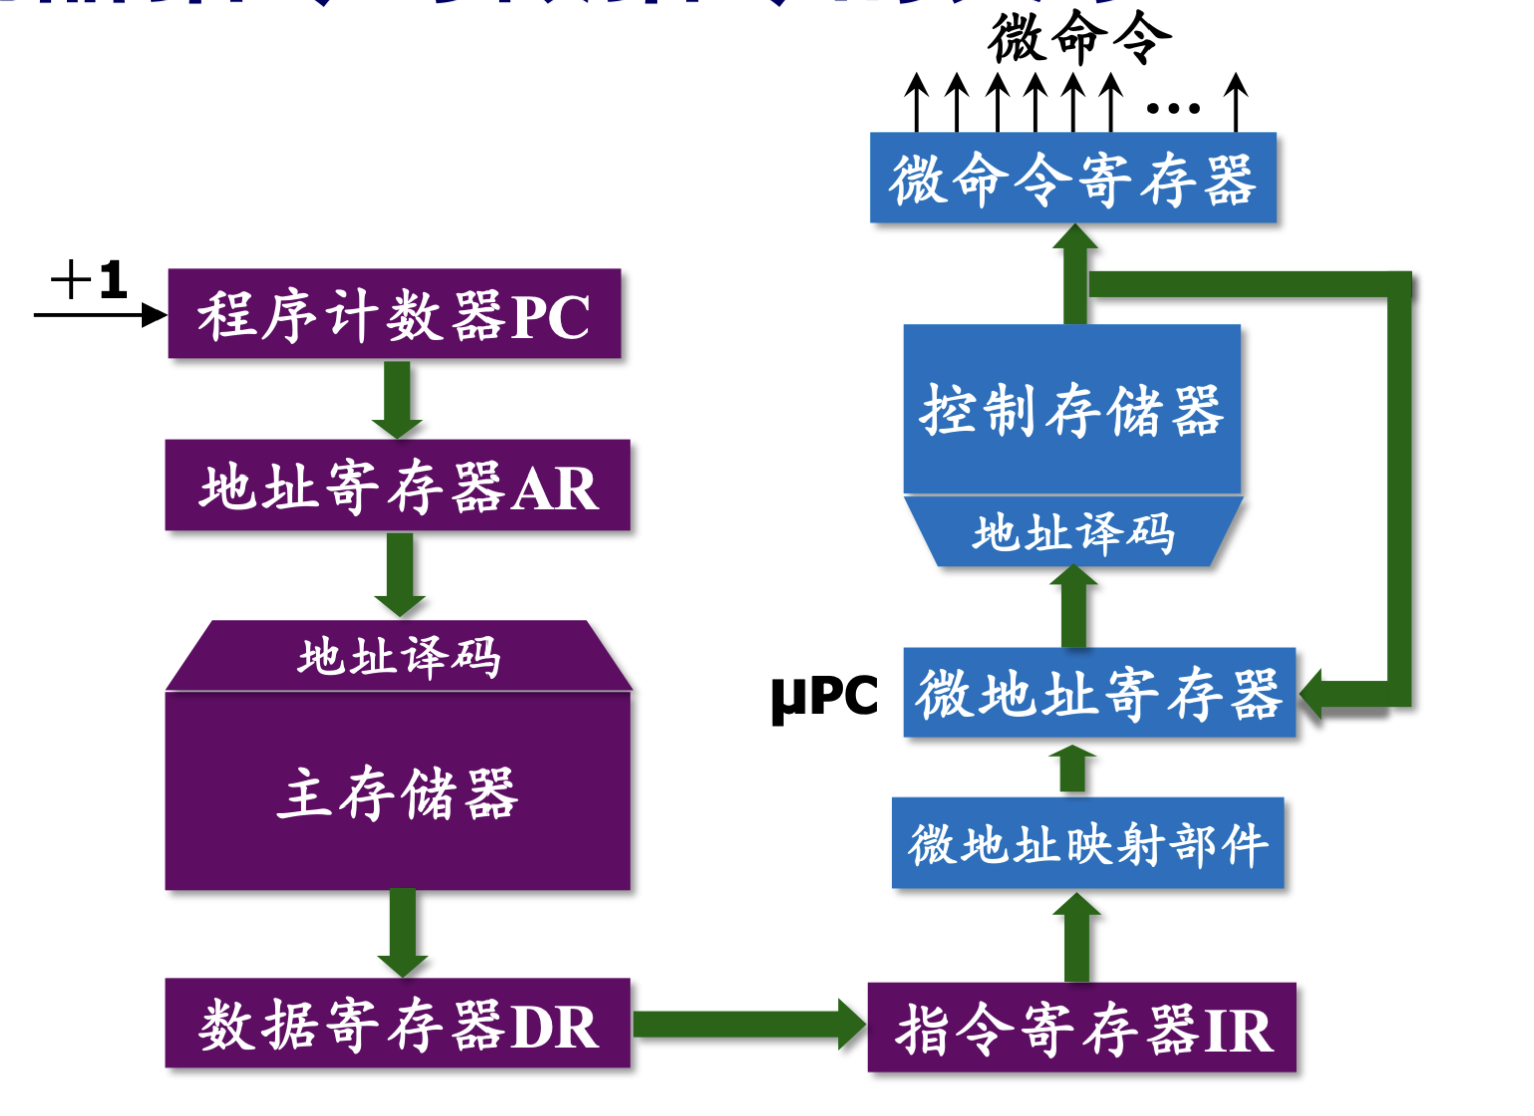 微命令
...
微命令寄存器
+1
程序计数器PC
控制存储器
地址寄存器AR
地址译码
地址译码
μPC
微地址寄存器
主存储器
微地址映射部件
数据寄存器DR
指令寄存器IR